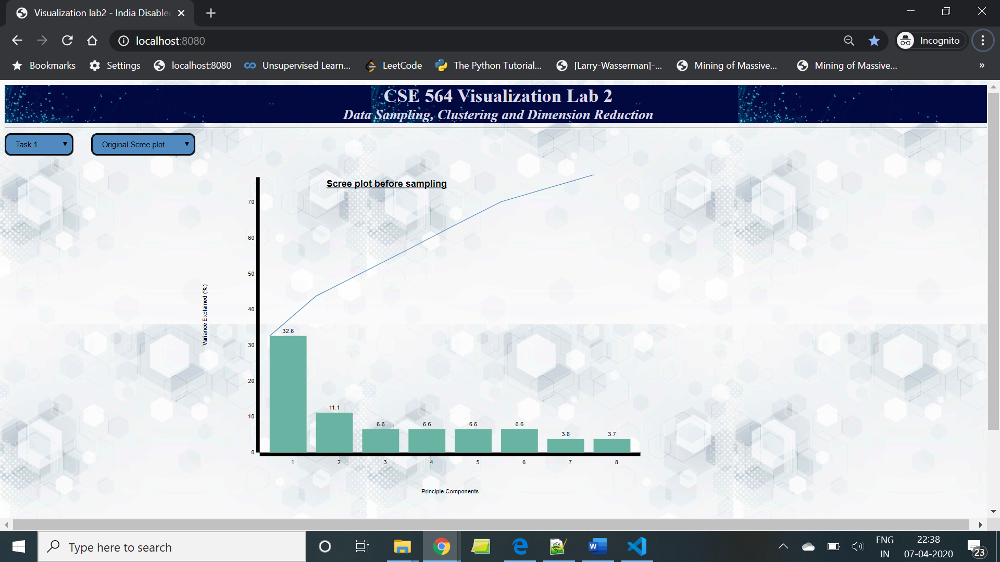 Visualization lab2 - India Disable
localhost:8080
Incognito
Bookmarks Settings localhost:8080 Unsupervised Learn... LeetCode The Python Tutorial... [Larry-Wasserman]-... Mining of Massive... Mining of Massive... »
CSE 564 Visualization Lab 2
Data Sampling, Clustering and Dimension Reduction
Task 1 Original Scree plot
Scree plot before sampling
70
60
50
40
30
20
10
0
Variance Explained (%)
32.6
11.1
6.6
6.6
6.6
6.6
3.8
3.7
1 2 3 4 5 6 7 8
Principle Components
Type here to search
ENG
IN
22:38
07-04-2020
23